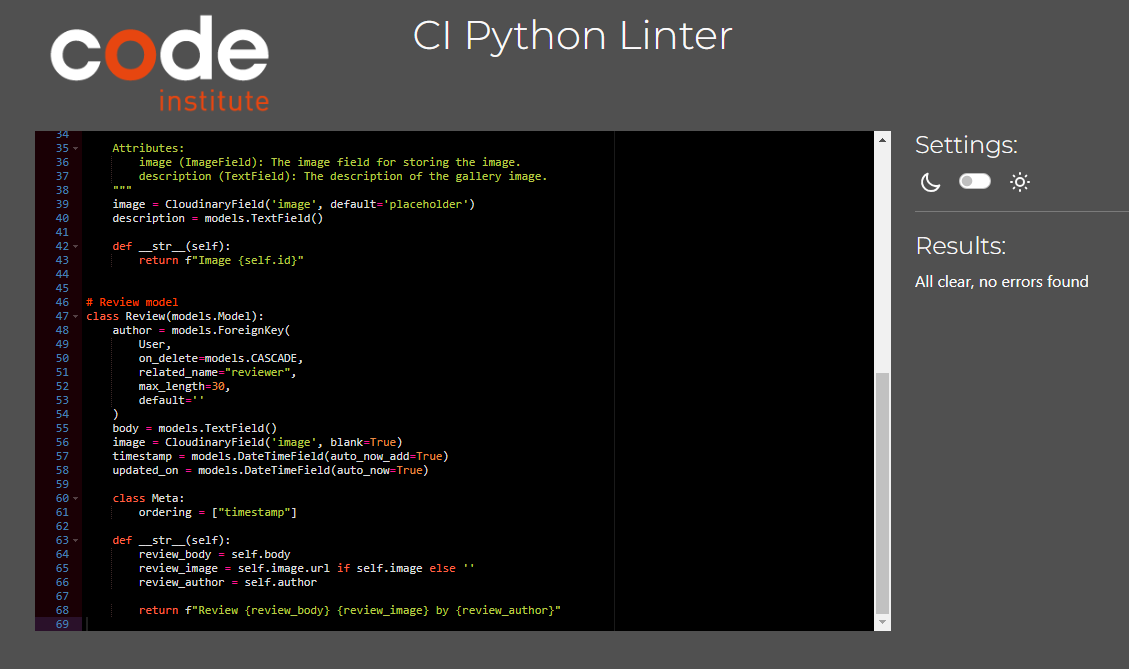 code
institute
CI Python Linter
34
35 Attributes:
36 image (ImageField): The image field for storing the image.
37 description (TextField): The description of the gallery image.
38 """
39 image = CloudinaryField('image', default='placeholder')
40 description = models.TextField()
41
42 def __str__(self):
43 return f"Image {self.id}"
44
45
46 # Review model
47 class Review(models.Model):
48 author = models.ForeignKey(
49 User,
50 on_delete=models.CASCADE,
51 related_name="reviewer",
52 max_length=30,
53 default=''
54 )
55 body = models.TextField()
56 image = CloudinaryField('image', blank=True)
57 timestamp = models.DateTimeField(auto_now_add=True)
58 updated_on = models.DateTimeField(auto_now=True)
59
60 class Meta:
61 ordering = ["timestamp"]
62
63 def __str__(self):
64 review_body = self.body
65 review_image = self.image.url if self.image else ''
66 review_author = self.author
67
68 return f"Review {review_body} {review_image} by {review_author}"
69
Settings:
Results:
All clear, no errors found